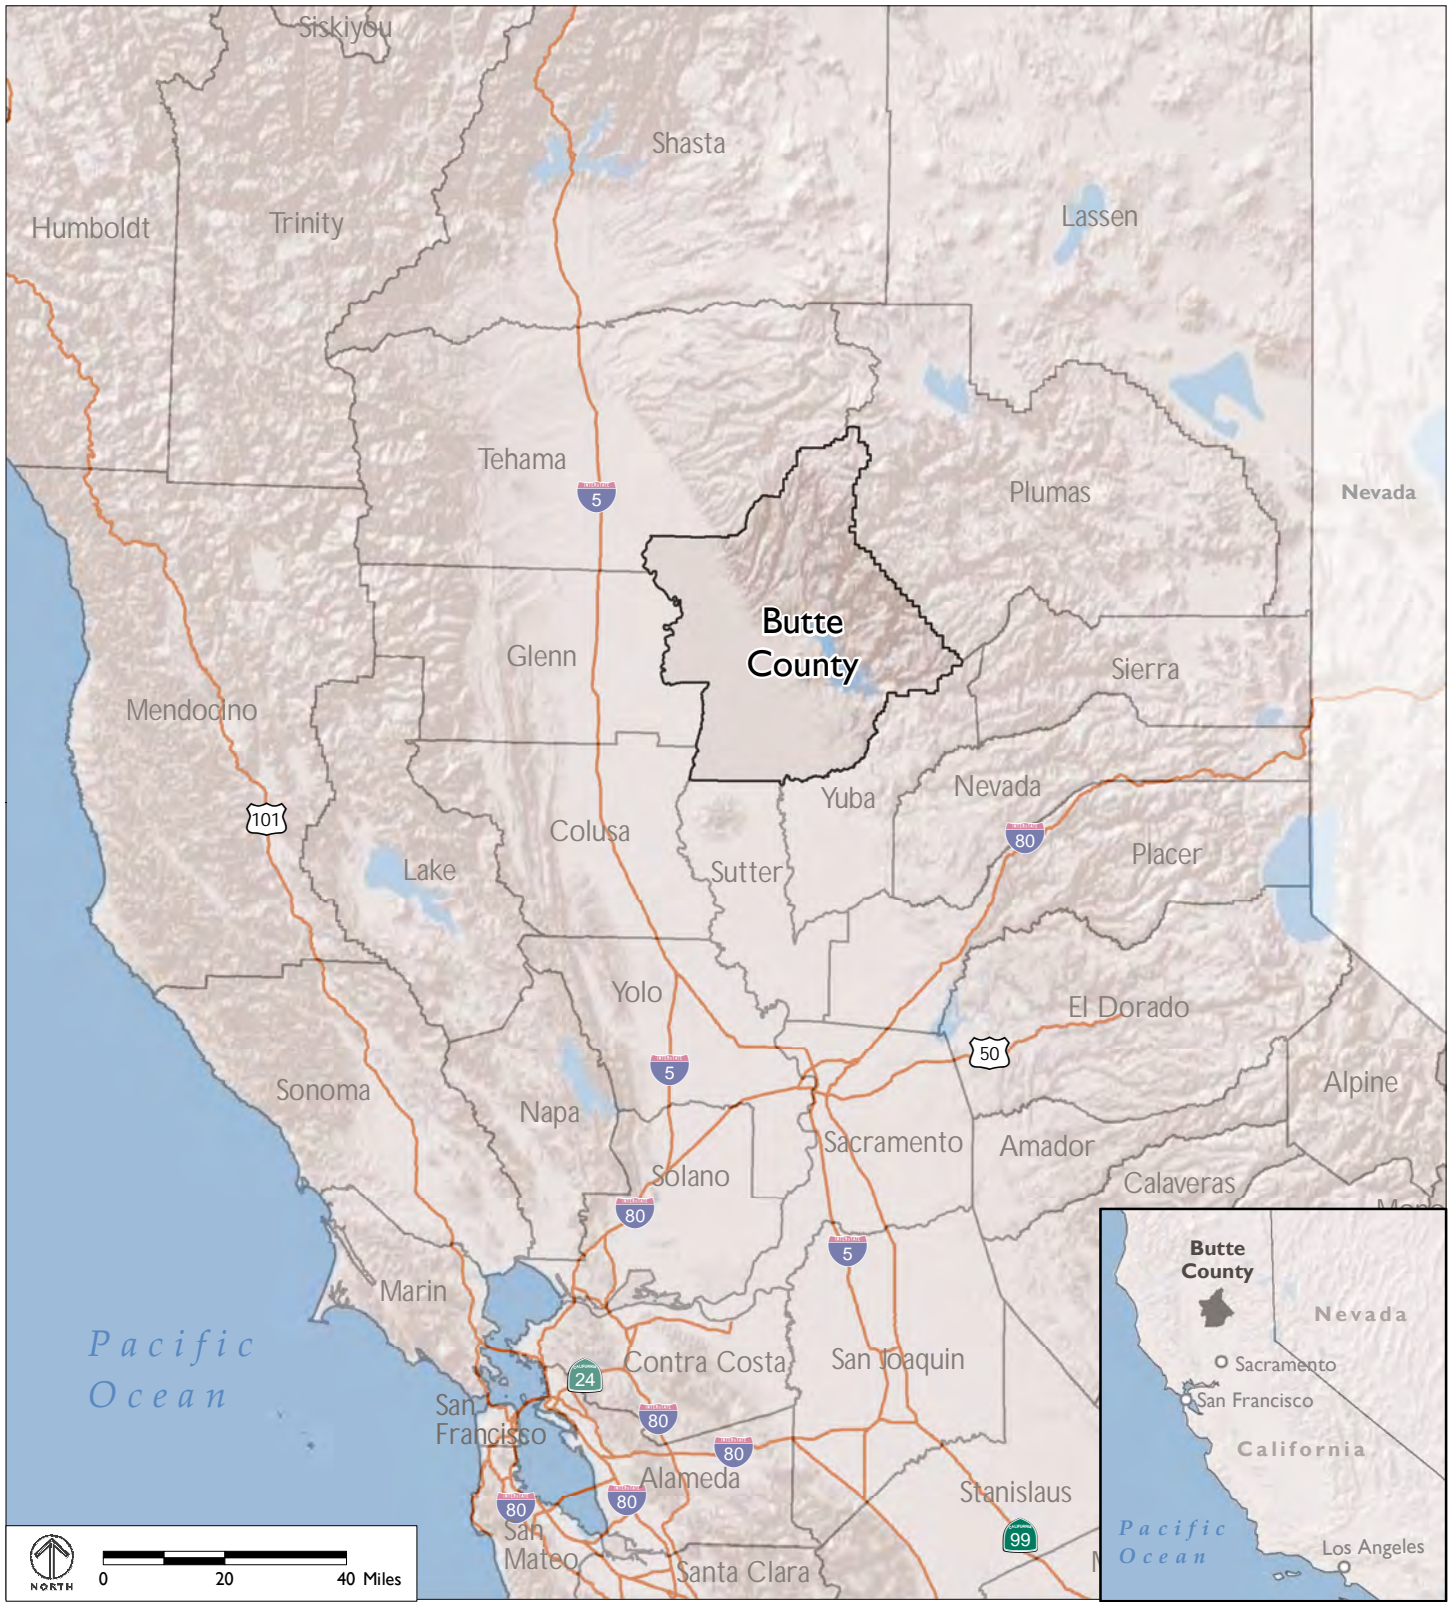 Siskiyou
Shasta
Humboldt
Trinity
Lassen
Tehama
INTERSTATE
5
Plumas
Nevada
Butte
County
Glenn
Sierra
Mendocino
Yuba
Nevada
101
Colusa
80
Lake
Sutter
Placer
Yolo
El Dorado
50
5
Sonoma
Napa
Alpine
Sacramento
Amador
Solano
Calaveras
80
5
Marin
Pacific
Ocean
Contra Costa
San Joaquin
CALIFORNIA
24
San
Francisco
80
80
Alameda
80
80
Stanislaus
San
Mateo
Santa Clara
CALIFORNIA
99
NORTH
0 20 40 Miles
Butte
County
Nevada
Sacramento
San Francisco
California
Pacific
Ocean
Los Angeles